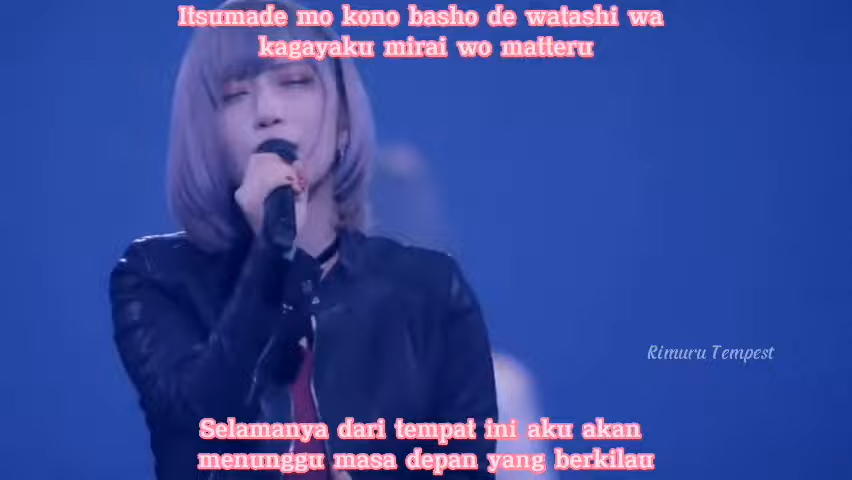 Itsumade mo kono basho de watashi wa
kagayaku mirai wo matteru
Rimuru Tempest
Selamanya dari tempat ini aku akan
menunggu masa depan yang berkilau